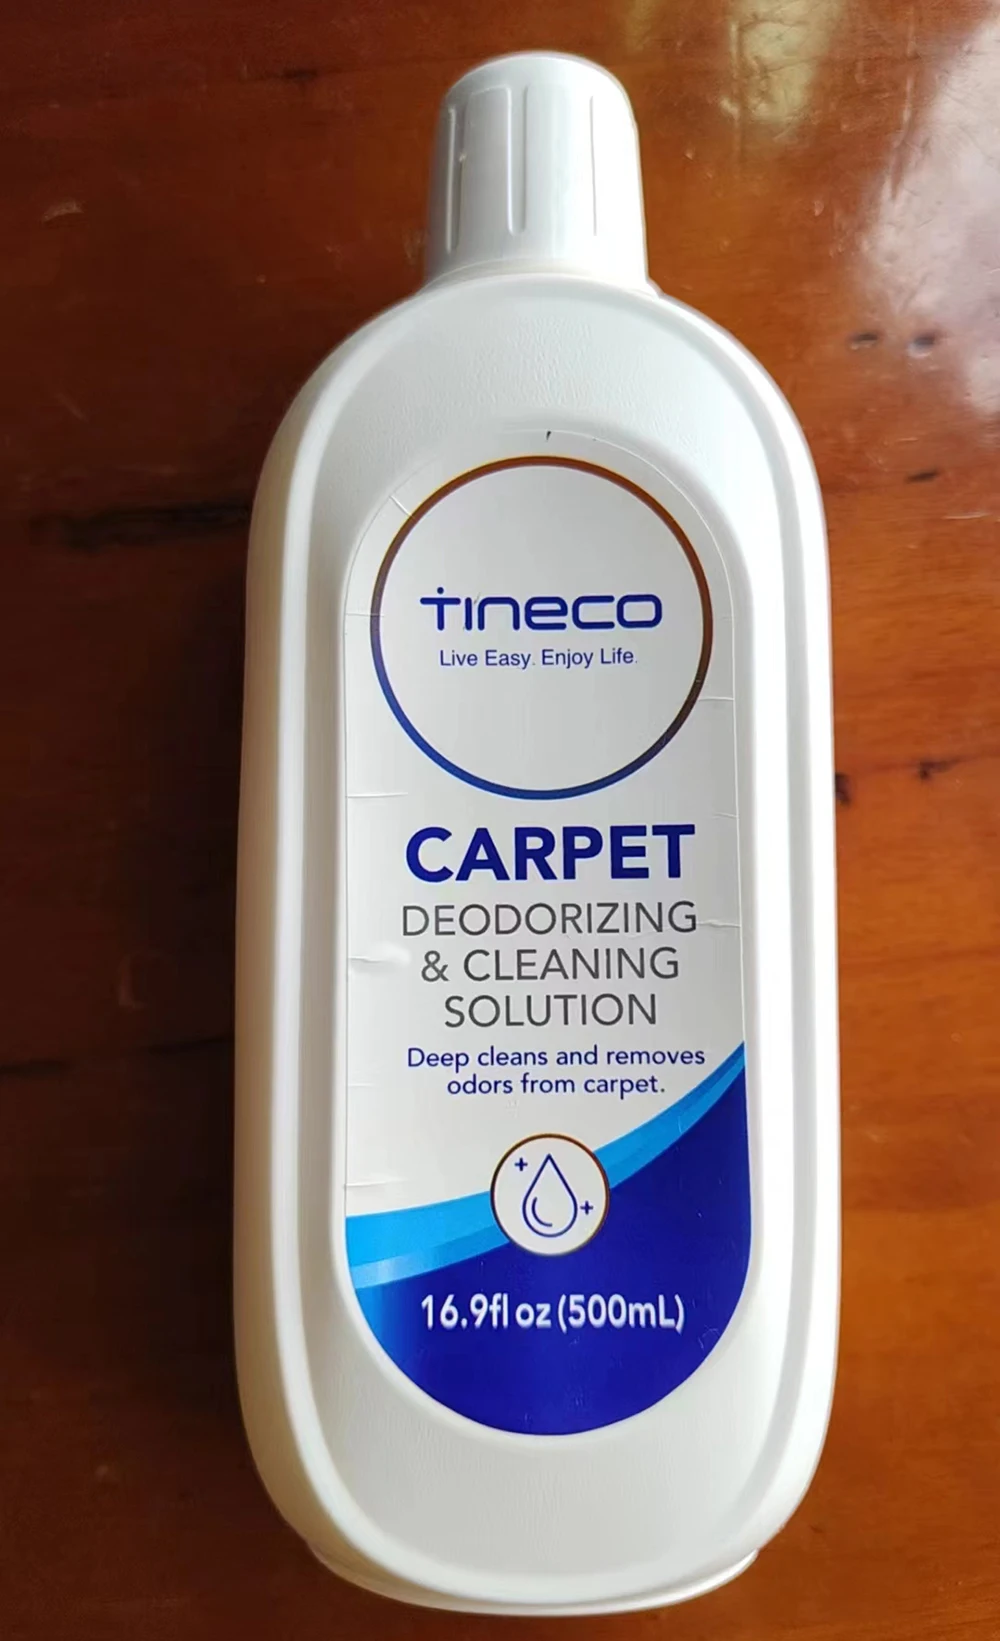 tineco
Live Easy. Enjoy Life.
CARPET
DEODORIZING
& CLEANING
SOLUTION
Deep cleans and removes
odors from carpet.
16.9fl oz (500mL)